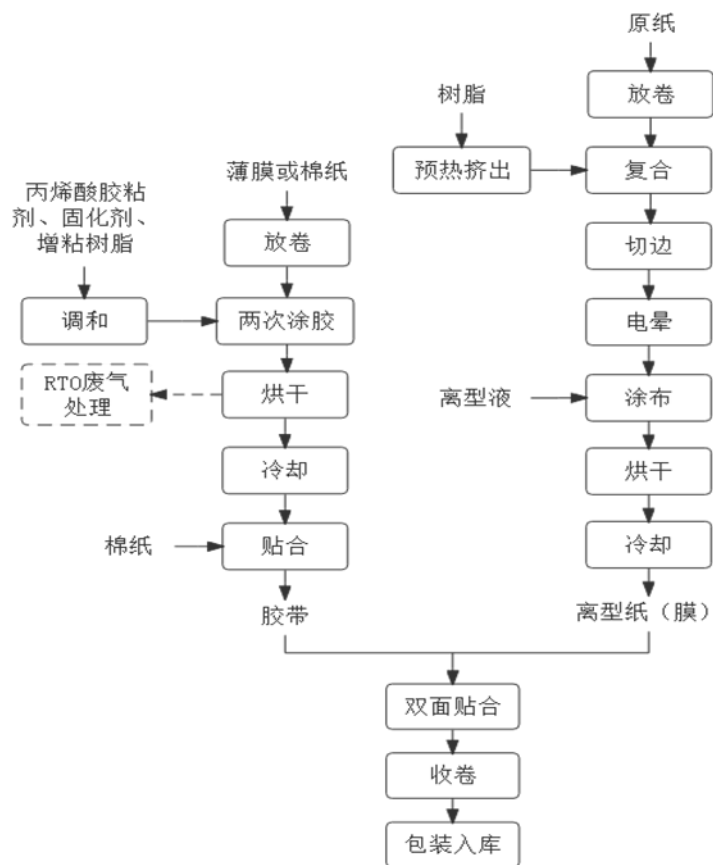 原纸
放卷
树脂
预热挤出
复合
薄膜或棉纸
丙烯酸胶粘
剂、固化剂、
增粘树脂
放卷
切边
调和
两次涂胶
电晕
RTO废气
处理
烘干
离型液
涂布
冷却
烘干
棉纸
贴合
冷却
胶带
离型纸（膜）
双面贴合
收卷
包装入库